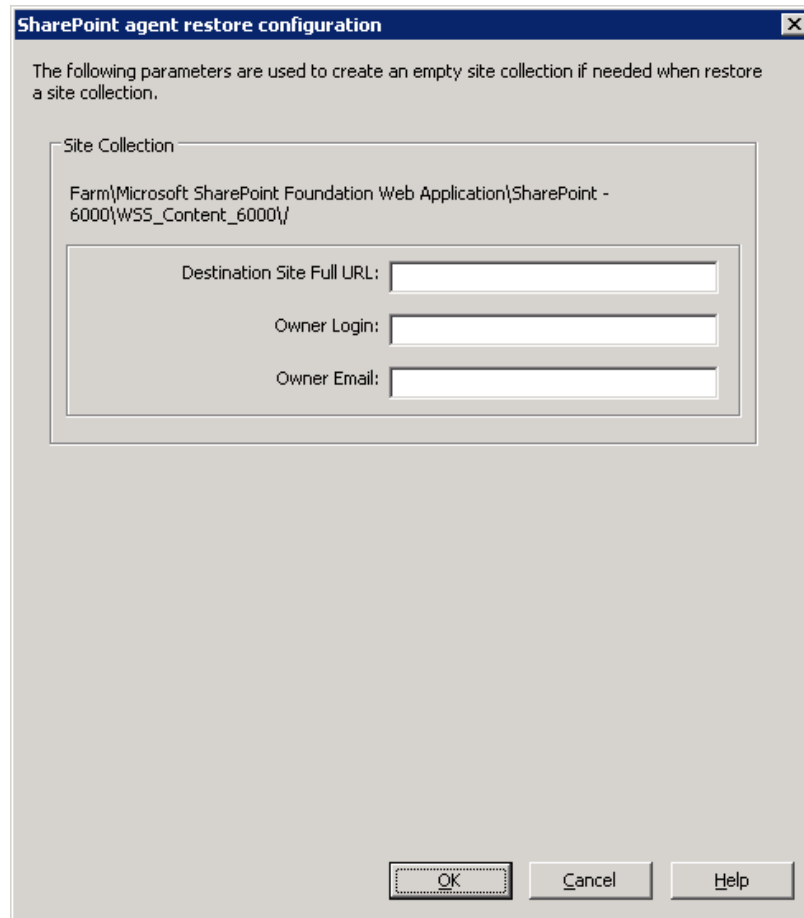 SharePoint agent restore configuration
The following parameters are used to create an empty site collection if needed when restore
a site collection.
Site Collection
Farm\Microsoft SharePoint Foundation Web Application\SharePoint -
6000\WSS_Content_6000\/
Destination Site Full URL:
Owner Login:
Owner Email:
OK Cancel Help